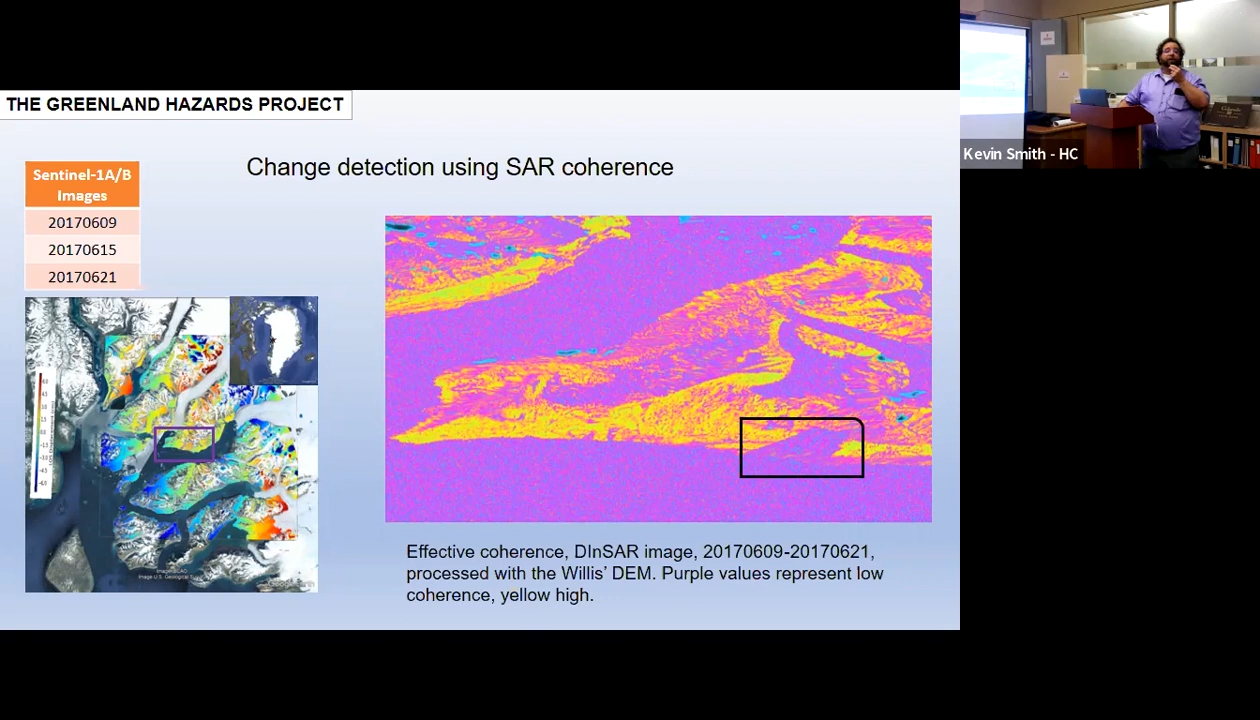 THE GREENLAND HAZARDS PROJECT
Change detection using SAR coherence
Sentinel-1A/B
Images
20170609
20170615
20170621
Effective coherence, DInSAR image, 20170609-20170621,
processed with the Willis’ DEM. Purple values represent low
coherence, yellow high.
Kevin Smith - HC